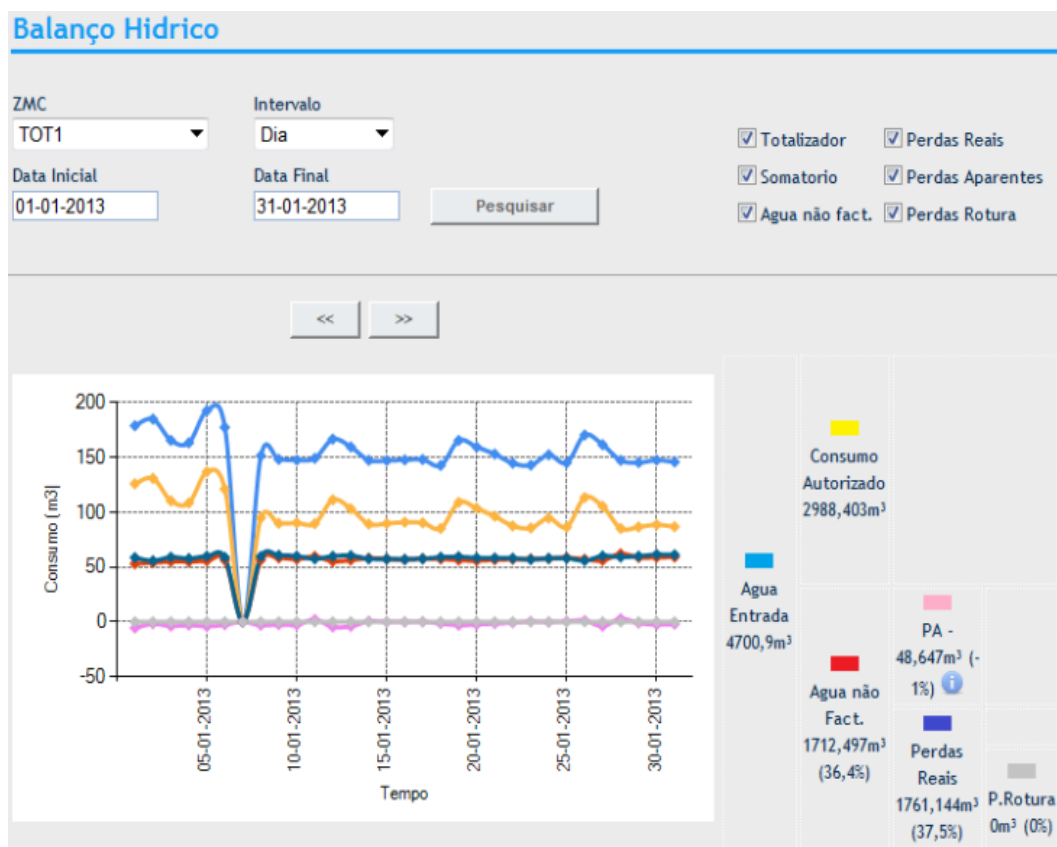 Balanço Hidrico
ZMC
Intervalo
TOT1
Dia
Data Inicial
Data Final
01-01-2013
31-01-2013
Pesquisar
Totalizador
Perdas Reais
Somatorio
Perdas Aparentes
Agua não fact.
Perdas Rotura
<<
>>
Consumo (m3)
200
150
100
50
0
-50
05-01-2013
10-01-2013
15-01-2013
20-01-2013
25-01-2013
30-01-2013
Tempo
Agua
Entrada
4700,9m³
Consumo
Autorizado
2988,403m³
Agua não
Fact.
1712,497m³
(36,4%)
PA -
48,647m³ (-
1%) i
Perdas
Reais
1761,144m³
(37,5%)
P.Rotura
0m³ (0%)